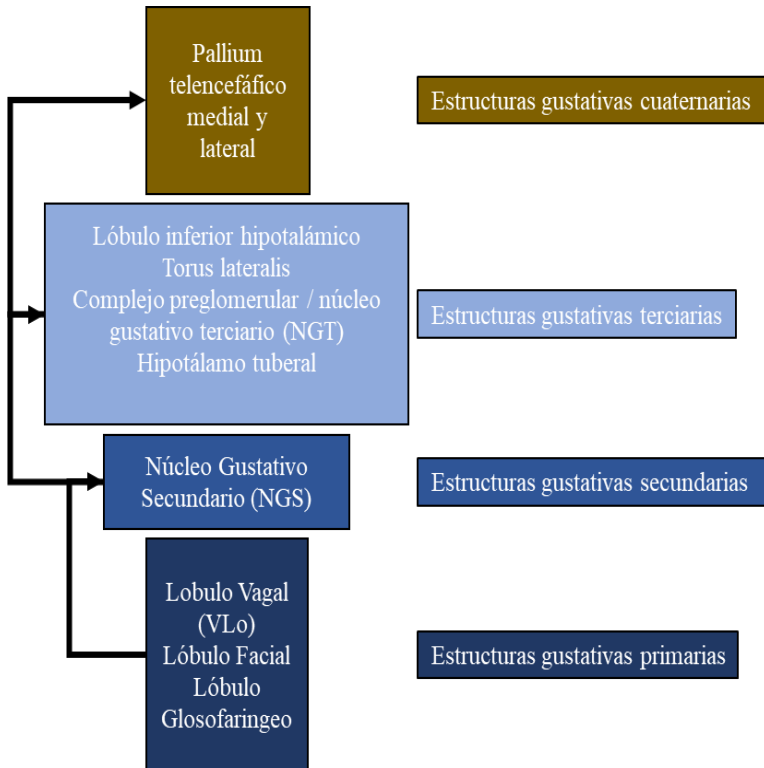 Pallium
telencefáfico
medial y
lateral
Estructuras gustativas cuaternarias
Lóbulo inferior hipotalámico
Torus lateralis
Complejo preglomerular / núcleo
gustativo terciario (NGT)
Hipotálamo tuberal
Estructuras gustativas terciarias
Núcleo Gustativo
Secundario (NGS)
Estructuras gustativas secundarias
Lobulo Vagal
(VLo)
Lóbulo Facial
Lóbulo
Glosofaringeo
Estructuras gustativas primarias